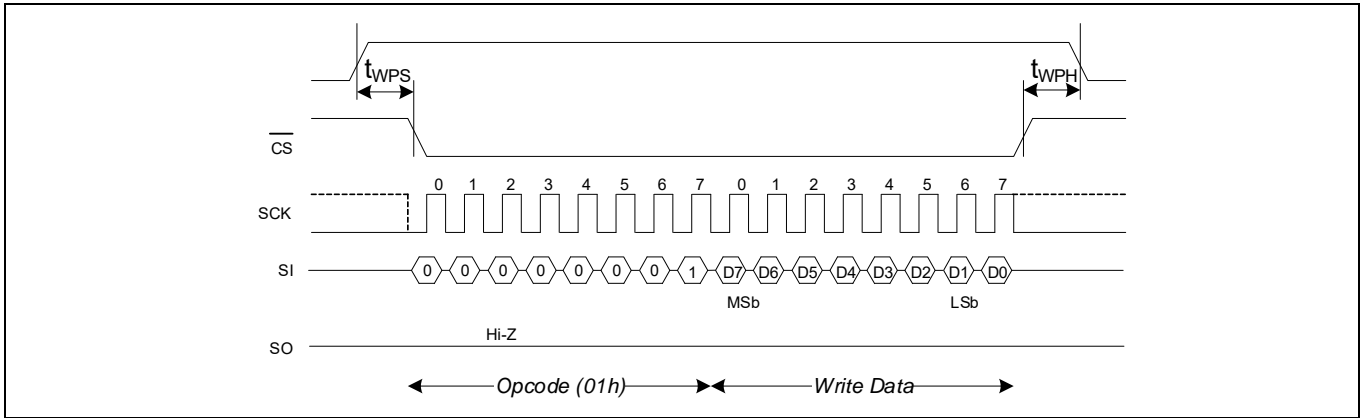 tWPS
tWPH
CS
0 1 2 3 4 5 6 7 0 1 2 3 4 5 6 7
SCK
SI 0 0 0 0 0 0 0 1 D7 D6 D5 D4 D3 D2 D1 D0
MSb LSb
Hi-Z
SO
Opcode (01h) Write Data